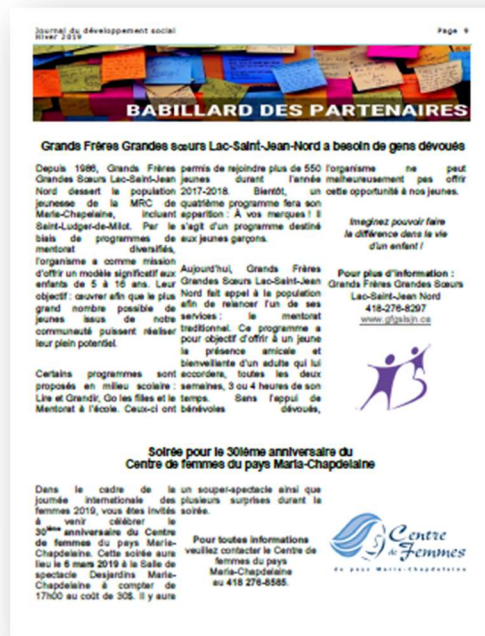 Journal du développement social
Hiver 2019
Page 9
BABILLARD DES PARTENAIRES
Grands Frères Grandes sœurs Lac-Saint-Jean-Nord a besoin de gens dévoués
Depuis 1986, Grands Frères
Grandes Sœurs Lac-Saint-Jean
Nord dessert la population
jeunesse de la MRC de
Maria-Chapdelaine, incluant
Saint-Ludger-de-Milot. Par le
biais de programmes de
mentorat diversifiés,
l'organisme a comme mission
d'offrir un modèle significatif aux
enfants de 5 à 16 ans. Leur
objectif : œuvrer afin que le plus
grand nombre possible de
jeunes issus de notre
communauté puissent réaliser
leur plein potentiel.
Certains programmes sont
proposés en milieu scolaire :
Lire et Grandir, Go les filles et le
Mentorat à l'école. Ceux-ci ont
permis de rejoindre plus de 550
jeunes durant l'année
2017-2018. Bientôt, un
quatrième programme fera son
apparition : À vos marques ! Il
s'agit d'un programme destiné
aux jeunes garçons.
Aujourd'hui, Grands Frères
Grandes Sœurs Lac-Saint-Jean
Nord fait appel à la population
afin de relancer l'un de ses
services : le mentorat
traditionnel. Ce programme a
pour objectif d'offrir à un jeune
la présence amicale et
bienveillante d'un adulte qui lui
accordera, toutes les deux
semaines, 3 ou 4 heures de son
temps. Sans l'appui de
bénévoles dévoués,
l'organisme ne peut
malheureusement pas offrir
cette opportunité à nos jeunes.
Imaginez pouvoir faire
la différence dans la vie
d'un enfant !
Pour plus d'information :
Grands Frères Grandes Sœurs
Lac-Saint-Jean Nord
418-276-8297
www.gfgslsjn.ca
Soirée pour le 30ième anniversaire du
Centre de femmes du pays Maria-Chapdelaine
Dans le cadre de la
journée internationale des
femmes 2019, vous êtes invités
à venir célébrer le
30ième anniversaire du Centre
de femmes du pays Maria-
Chapdelaine. Cette soirée aura
lieu le 6 mars 2019 à la Salle de
spectacle Desjardins Maria-
Chapdelaine à compter de
17h00 au coût de 30$. Il y aura
un souper-spectacle ainsi que
plusieurs surprises durant la
soirée.
Pour toutes informations
veuillez contacter le Centre de
femmes du pays
Maria-Chapdelaine
au 418 276-8585.
Centre
de Femmes
du pays Maria-Chapdelaine